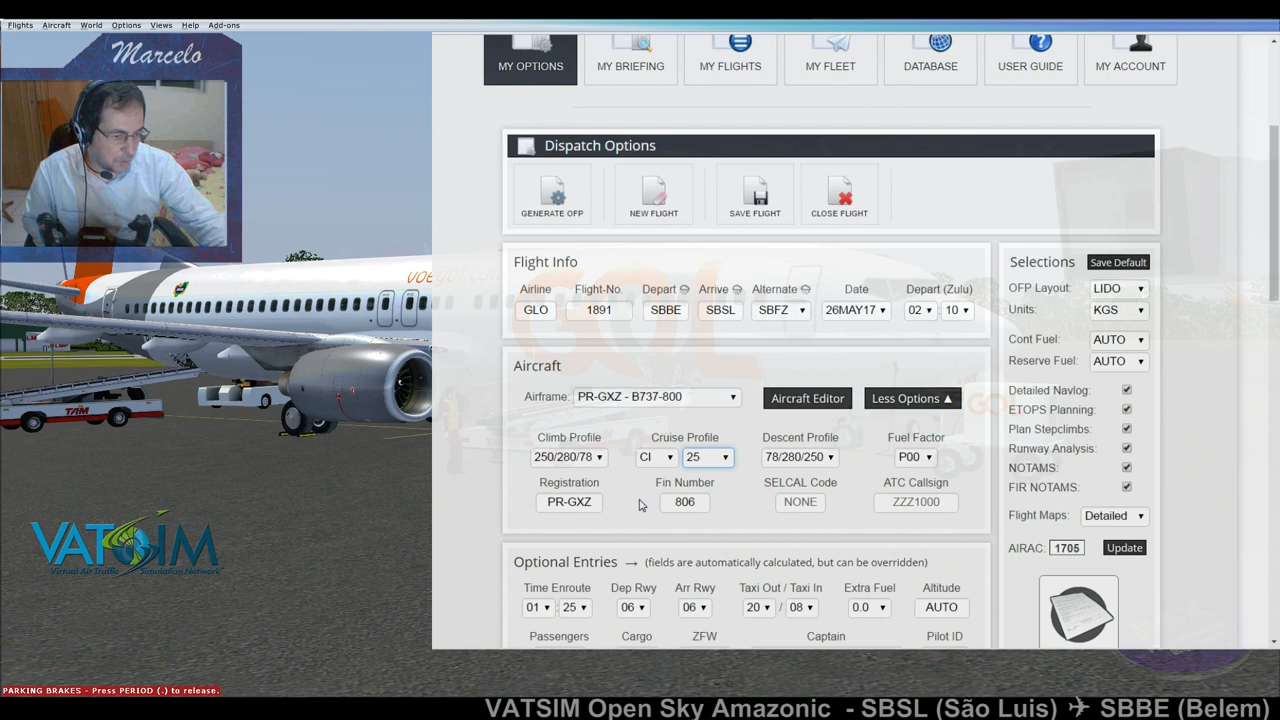 Flights Aircraft World Options Views Help Add-ons
Marcelo
MY OPTIONS MY BRIEFING MY FLIGHTS MY FLEET DATABASE USER GUIDE MY ACCOUNT
Dispatch Options
GENERATE OFP NEW FLIGHT SAVE FLIGHT CLOSE FLIGHT
Flight Info
Airline Flight-No. Depart Arrive Alternate Date Depart (Zulu)
GLO 1891 SBBE SBSL SBFZ 26MAY17 02 10
Selections Save Default
OFP Layout: LIDO
Units: KGS
Cont Fuel: AUTO
Reserve Fuel: AUTO
Detailed Navlog:
ETOPS Planning:
Plan Stepclimbs:
Runway Analysis:
NOTAMS:
FIR NOTAMS:
Flight Maps: Detailed
AIRAC: 1705 Update
Aircraft
Airframe: PR-GXZ - B737-800 Aircraft Editor Less Options ▲
Climb Profile Cruise Profile Descent Profile Fuel Factor
250/280/78 CI 25 78/280/250 P00
Registration Fin Number SELCAL Code ATC Callsign
PR-GXZ 806 NONE ZZZ1000
Optional Entries → (fields are automatically calculated, but can be overridden)
Time Enroute Dep Rwy Arr Rwy Taxi Out / Taxi In Extra Fuel Altitude
01 : 25 06 06 20 / 08 0.0 AUTO
Passengers Cargo ZFW Captain Pilot ID
TAM
VATSIM
Virtual Air Traffic Simulation Network
PARKING BRAKES - Press PERIOD (.) to release.
VATSIM Open Sky Amazonic - SBSL (São Luis) ✈ SBBE (Belem)